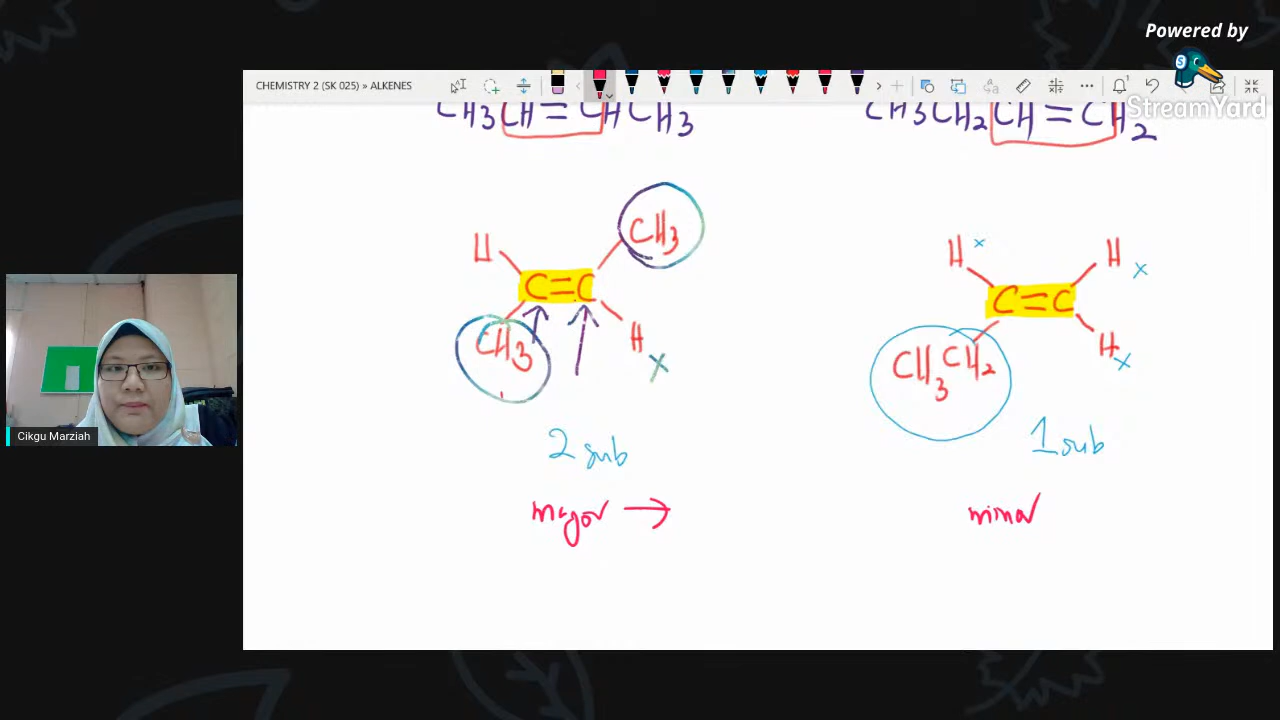 Powered by
StreamYard
CHEMISTRY 2 (SK 025) » ALKENES
CH3CH=CHCH3
CH3CH2CH=CH2
H
CH3
C=C
CH3
H
x
2 sub
major →
H x
H
x
C=C
CH3CH2
H
x
1 sub
minor
Cikgu Marziah